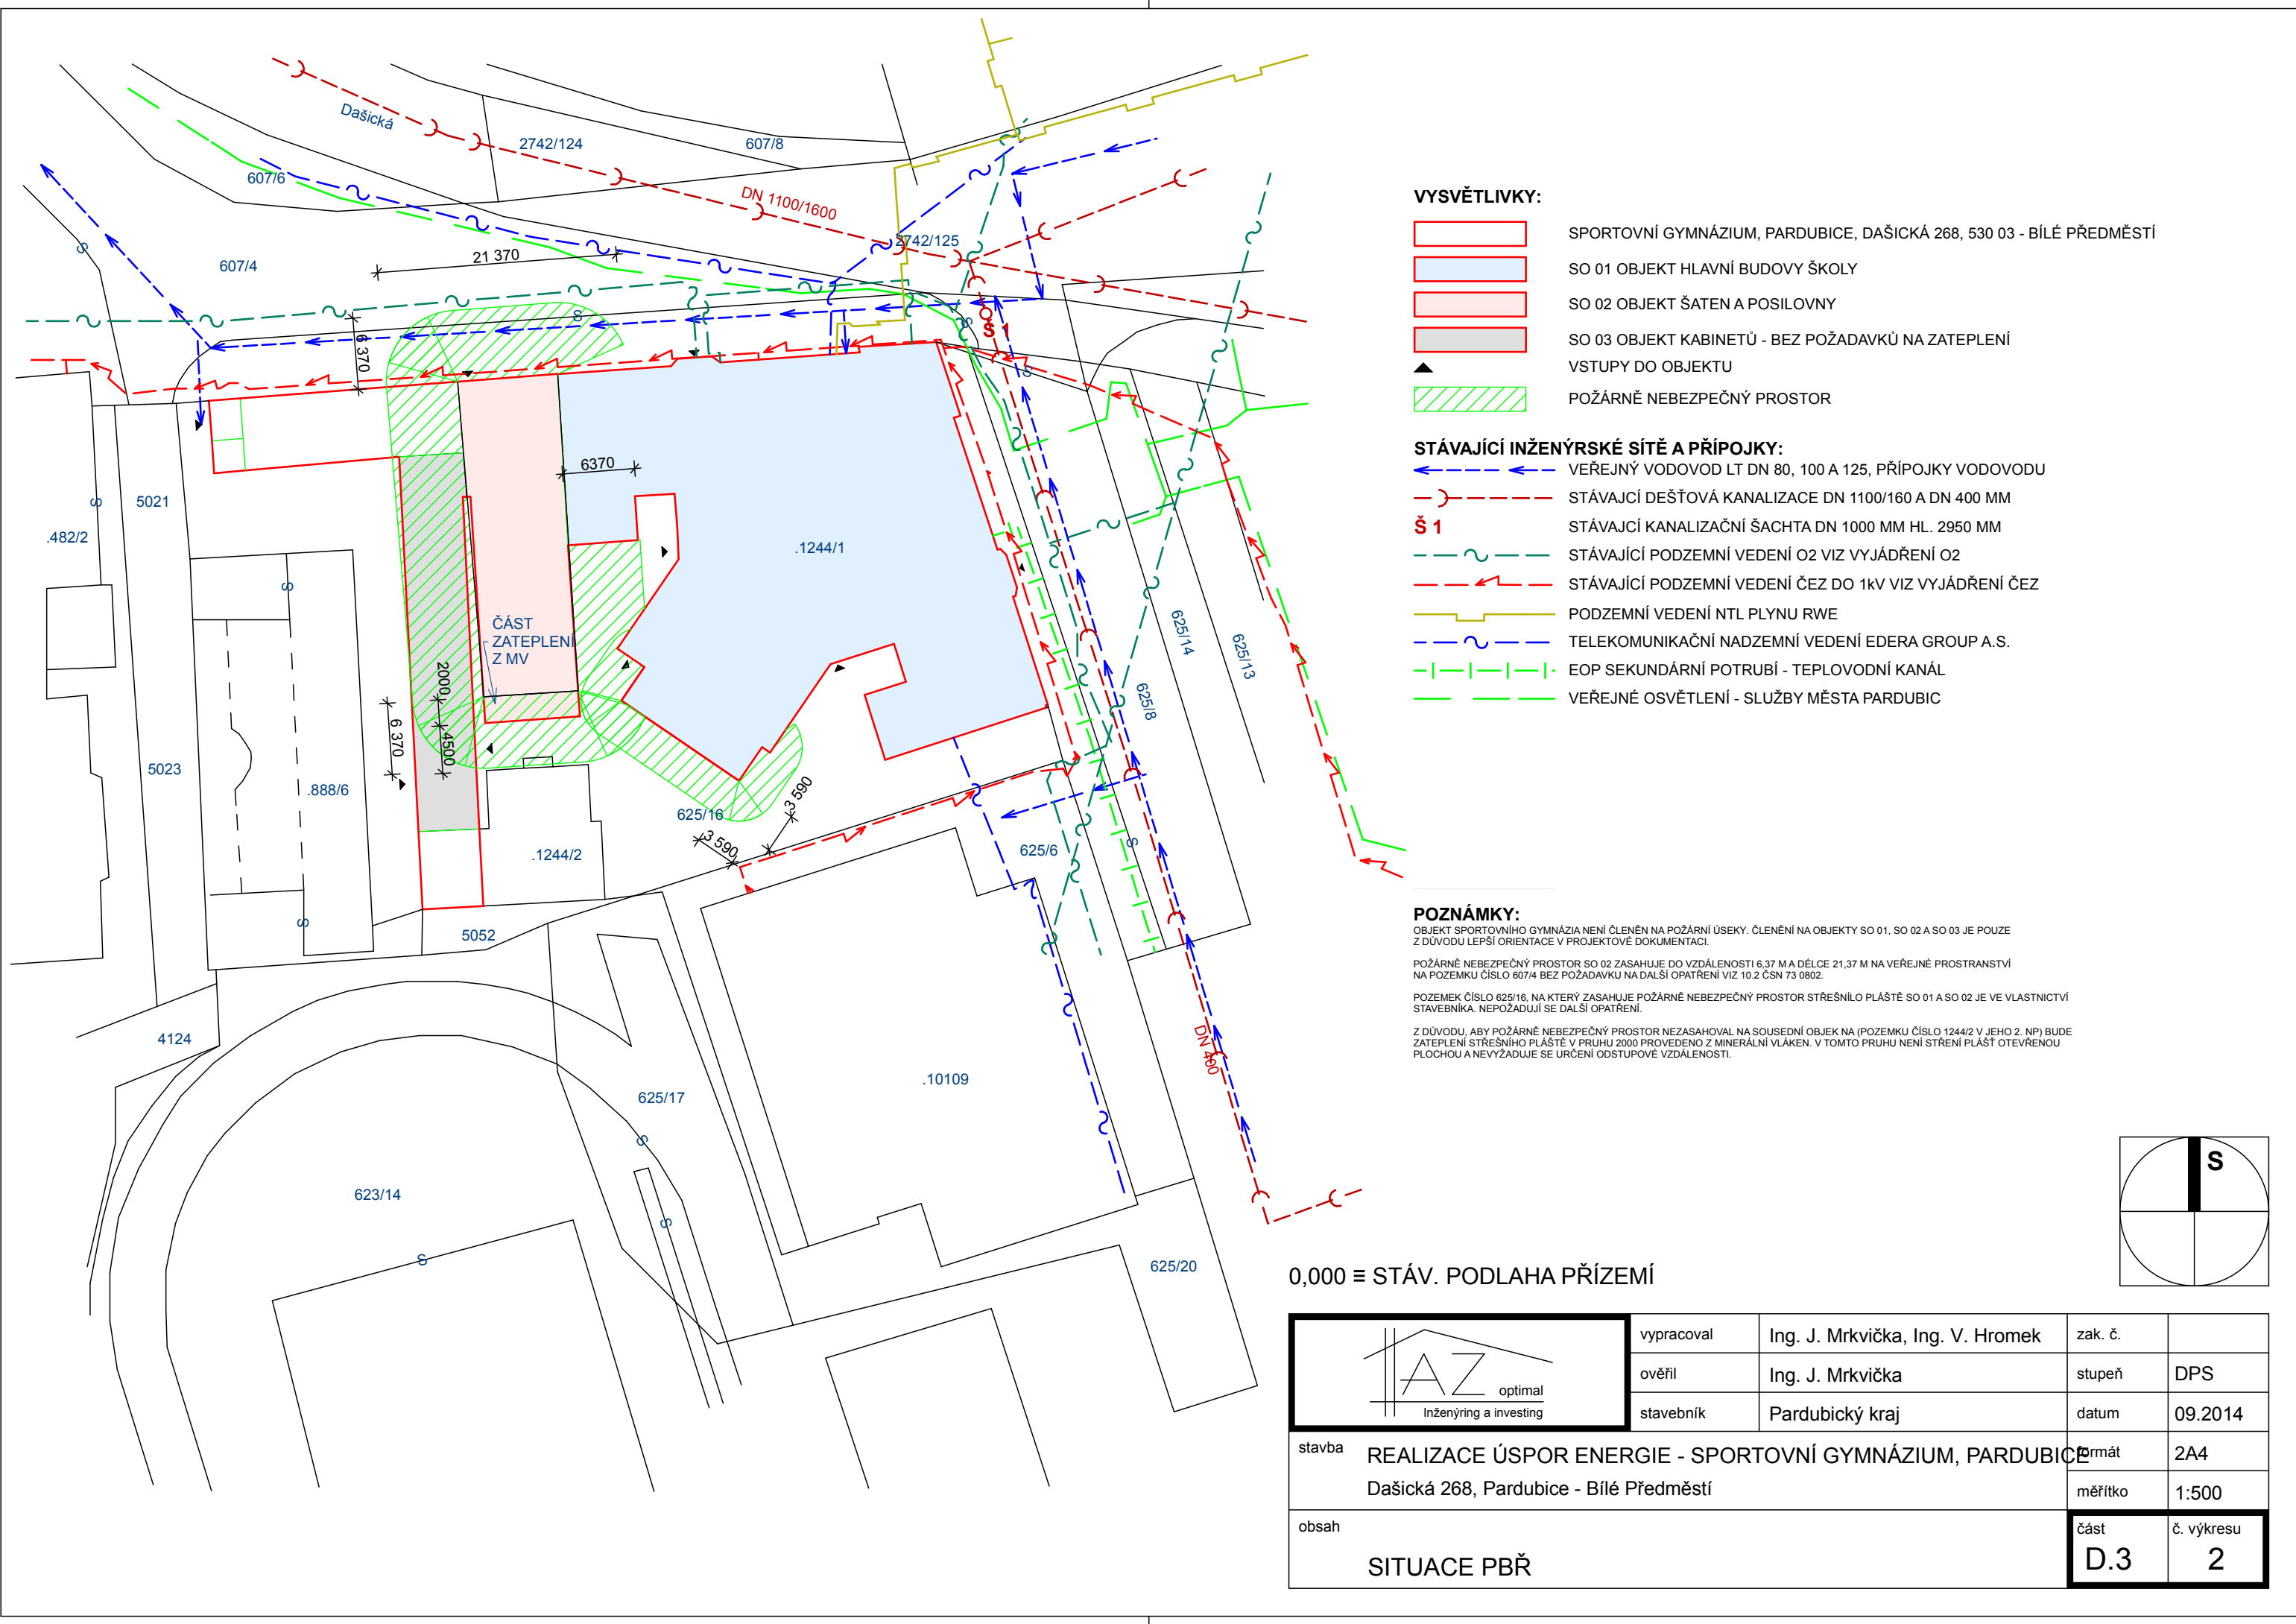 Dašická
2742/124
607/8
607/6
DN 1100/1600
2742/125
607/4
21 370
S
S
6 370
S
Š 1
S
6370
.1244/1
S
5021
.482/2
S
ČÁST
ZATEPLENÍ
Z MV
2000
6 370
4500
625/14
625/13
625/8
5023
.888/6
3 590
625/16
3 590
.1244/2
625/6
S
S
5052
4124
DN 400
.10109
625/17
S
623/14
S
S
625/20
VYSVĚTLIVKY:
SPORTOVNÍ GYMNÁZIUM, PARDUBICE, DAŠICKÁ 268, 530 03 - BÍLÉ PŘEDMĚSTÍ
SO 01 OBJEKT HLAVNÍ BUDOVY ŠKOLY
SO 02 OBJEKT ŠATEN A POSILOVNY
SO 03 OBJEKT KABINETŮ - BEZ POŽADAVKŮ NA ZATEPLENÍ
VSTUPY DO OBJEKTU
POŽÁRNĚ NEBEZPEČNÝ PROSTOR
STÁVAJÍCÍ INŽENÝRSKÉ SÍTĚ A PŘÍPOJKY:
VEŘEJNÝ VODOVOD LT DN 80, 100 A 125, PŘÍPOJKY VODOVODU
STÁVAJCÍ DEŠŤOVÁ KANALIZACE DN 1100/160 A DN 400 MM
Š 1 STÁVAJCÍ KANALIZAČNÍ ŠACHTA DN 1000 MM HL. 2950 MM
STÁVAJÍCÍ PODZEMNÍ VEDENÍ O2 VIZ VYJÁDŘENÍ O2
STÁVAJÍCÍ PODZEMNÍ VEDENÍ ČEZ DO 1kV VIZ VYJÁDŘENÍ ČEZ
PODZEMNÍ VEDENÍ NTL PLYNU RWE
TELEKOMUNIKAČNÍ NADZEMNÍ VEDENÍ EDERA GROUP A.S.
EOP SEKUNDÁRNÍ POTRUBÍ - TEPLOVODNÍ KANÁL
VEŘEJNÉ OSVĚTLENÍ - SLUŽBY MĚSTA PARDUBIC
POZNÁMKY:
OBJEKT SPORTOVNÍHO GYMNÁZIA NENÍ ČLENĚN NA POŽÁRNÍ ÚSEKY. ČLENĚNÍ NA OBJEKTY SO 01, SO 02 A SO 03 JE POUZE
Z DŮVODU LEPŠÍ ORIENTACE V PROJEKTOVÉ DOKUMENTACI.
POŽÁRNĚ NEBEZPEČNÝ PROSTOR SO 02 ZASAHUJE DO VZDÁLENOSTI 6,37 M A DÉLCE 21,37 M NA VEŘEJNÉ PROSTRANSTVÍ
NA POZEMKU ČÍSLO 607/4 BEZ POŽADAVKU NA DALŠÍ OPATŘENÍ VIZ 10.2 ČSN 73 0802.
POZEMEK ČÍSLO 625/16, NA KTERÝ ZASAHUJE POŽÁRNĚ NEBEZPEČNÝ PROSTOR STŘEŠNÍLO PLÁŠTĚ SO 01 A SO 02 JE VE VLASTNICTVÍ
STAVEBNÍKA. NEPOŽADUJÍ SE DALŠÍ OPATŘENÍ.
Z DŮVODU, ABY POŽÁRNĚ NEBEZPEČNÝ PROSTOR NEZASAHOVAL NA SOUSEDNÍ OBJEK NA (POZEMKU ČÍSLO 1244/2 V JEHO 2. NP) BUDE
ZATEPLENÍ STŘEŠNÍHO PLÁŠTĚ V PRUHU 2000 PROVEDENO Z MINERÁLNÍ VLÁKEN. V TOMTO PRUHU NENÍ STŘENÍ PLÁŠŤ OTEVŘENOU
PLOCHOU A NEVYŽADUJE SE URČENÍ ODSTUPOVÉ VZDÁLENOSTI.
S
0,000 ≡ STÁV. PODLAHA PŘÍZEMÍ
AZ optimal
Inženýring a investing
vypracoval Ing. J. Mrkvička, Ing. V. Hromek zak. č.
ověřil Ing. J. Mrkvička stupeň DPS
stavebník Pardubický kraj datum 09.2014
stavba REALIZACE ÚSPOR ENERGIE - SPORTOVNÍ GYMNÁZIUM, PARDUBICE formát 2A4
Dašická 268, Pardubice - Bílé Předměstí měřítko 1:500
obsah část č. výkresu
SITUACE PBŘ D.3 2